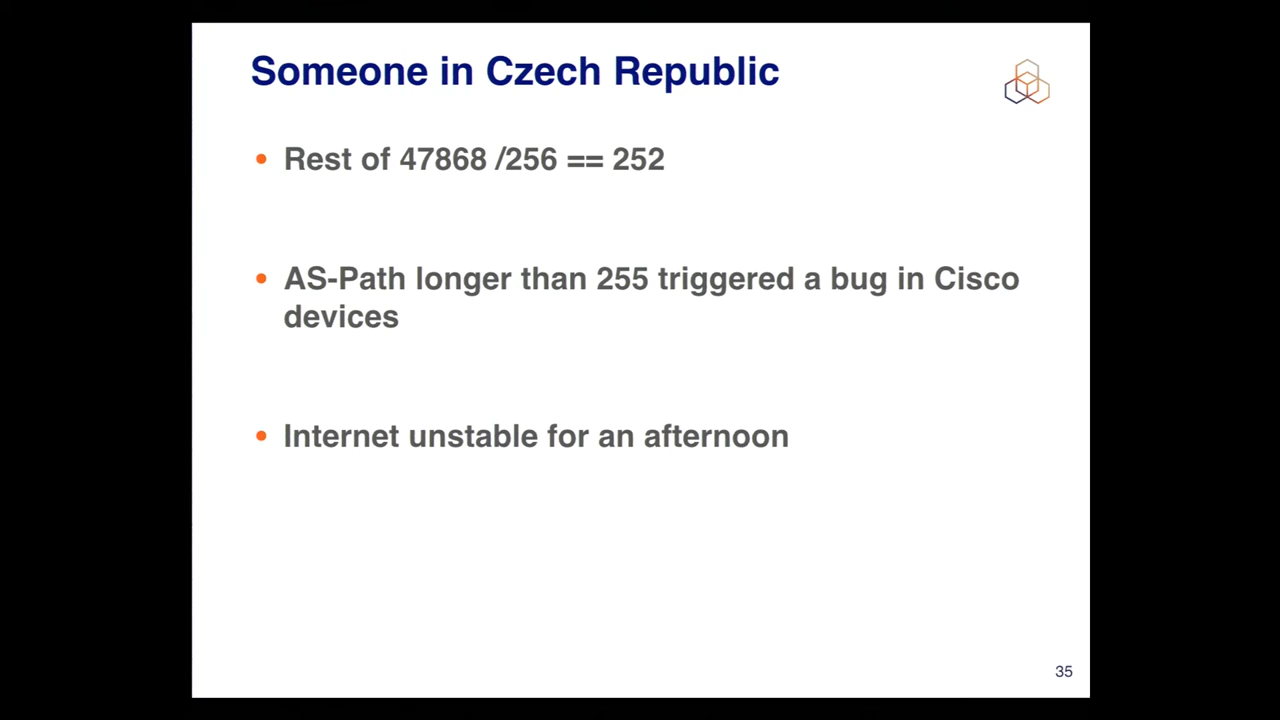 Someone in Czech Republic
• Rest of 47868 /256 == 252
• AS-Path longer than 255 triggered a bug in Cisco
devices
• Internet unstable for an afternoon
35